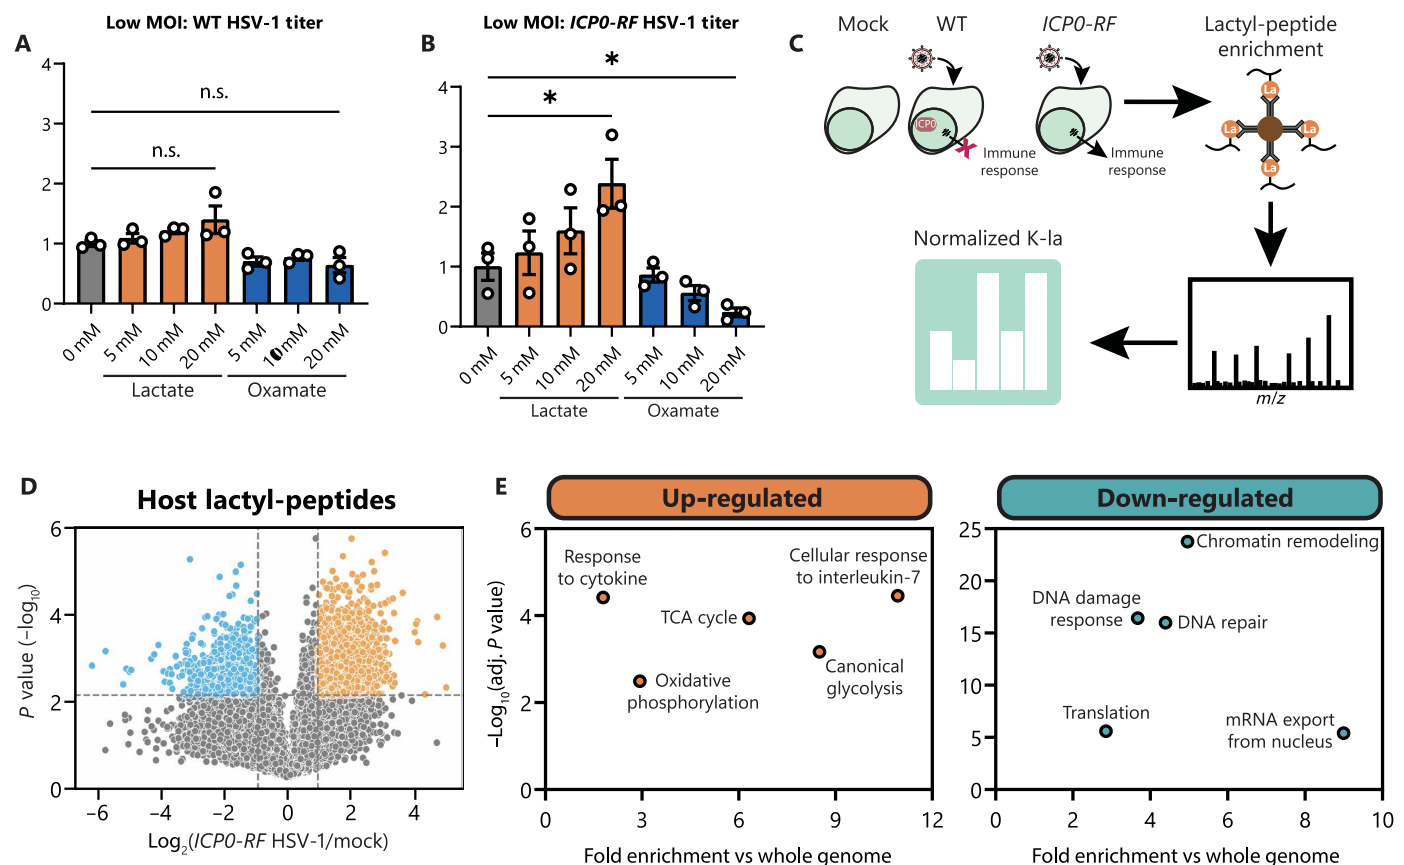 A
Low MOI: WT HSV-1 titer
4
3
2
1
0
n.s.
n.s.
0 mM
5 mM
10 mM
20 mM
5 mM
10 mM
20 mM
Lactate
Oxamate
B
Low MOI: ICP0-RF HSV-1 titer
4
3
2
1
0
*
*
0 mM
5 mM
10 mM
20 mM
5 mM
10 mM
20 mM
Lactate
Oxamate
C
Mock
WT
ICP0-RF
Lactyl-peptide
enrichment
ICP0
Immune
response
Immune
response
La
La
La
La
Normalized K-la
m/z
D
Host lactyl-peptides
P value (−log10)
6
4
2
0
−6
−4
−2
0
2
4
Log2(ICP0-RF HSV-1/mock)
E
Up-regulated
−Log10(adj. P value)
6
4
2
0
Response
to cytokine
Cellular response
to interleukin-7
TCA cycle
Canonical
glycolysis
Oxidative
phosphorylation
0
3
6
9
12
Fold enrichment vs whole genome
Down-regulated
25
20
15
10
5
0
Chromatin remodeling
DNA damage
response
DNA repair
Translation
mRNA export
from nucleus
0
2
4
6
8
10
Fold enrichment vs whole genome